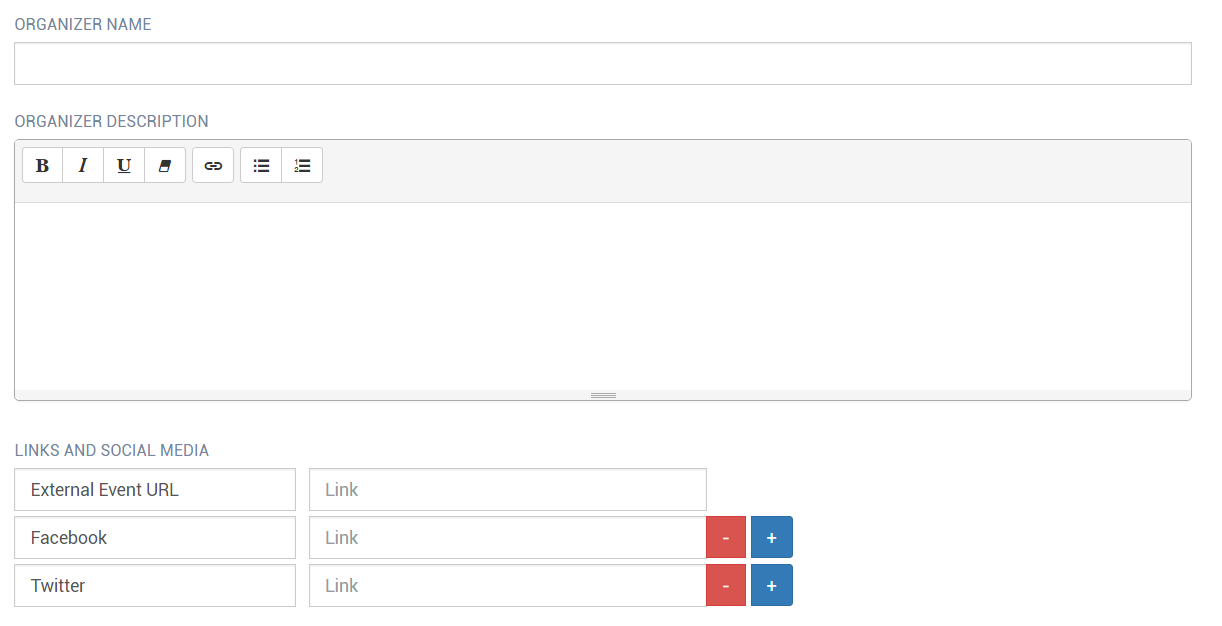 ORGANIZER NAME
ORGANIZER DESCRIPTION
B I U
LINKS AND SOCIAL MEDIA
External Event URL Link
Facebook Link - +
Twitter Link - +